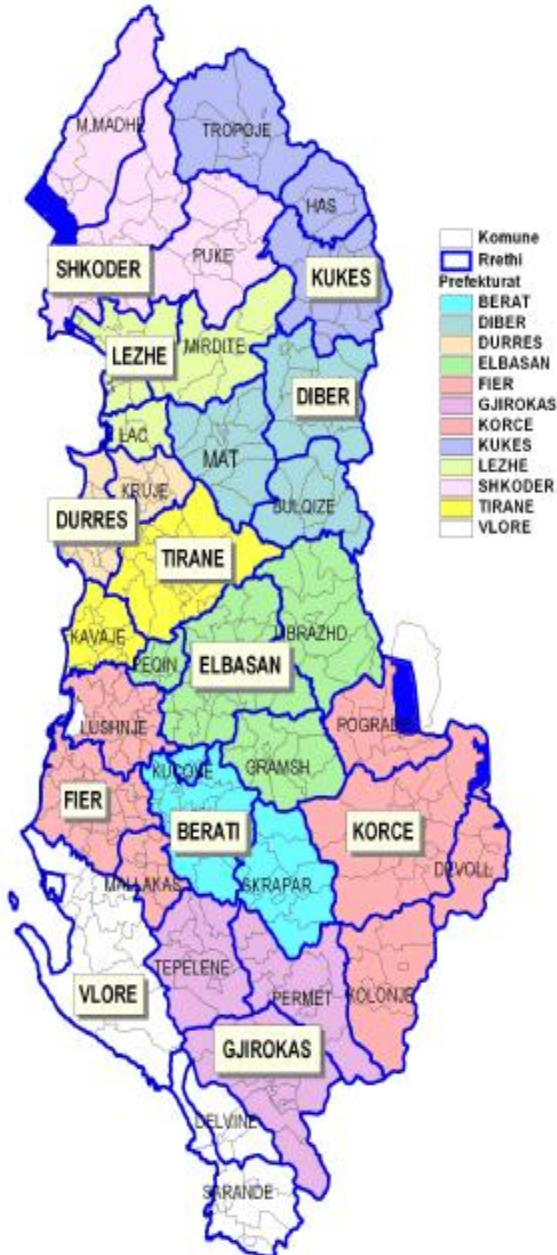 M.MADHE
TROPOJE
HAS
PUKE
SHKODER
KUKES
Komune
Rrethi
Prefekturat
BERAT
DIBER
DURRES
ELBASAN
FIER
GJIROKAS
KORCE
KUKES
LEZHE
SHKODER
TIRANE
VLORE
LEZHE
MIRDITE
DIBER
LAC
MAT
KRUJE
BULQIZE
DURRES
TIRANE
KAVAJE
PEQIN
LIBRAZHD
ELBASAN
LUSHNJE
POGRADE
KUCOVE
GRAMSH
FIER
BERATI
KORCE
MALLAKAS
SKRAPAR
DEVOLL
TEPELENE
PERMET
KOLONJE
VLORE
GJIROKAS
DELVINE
SARANDE